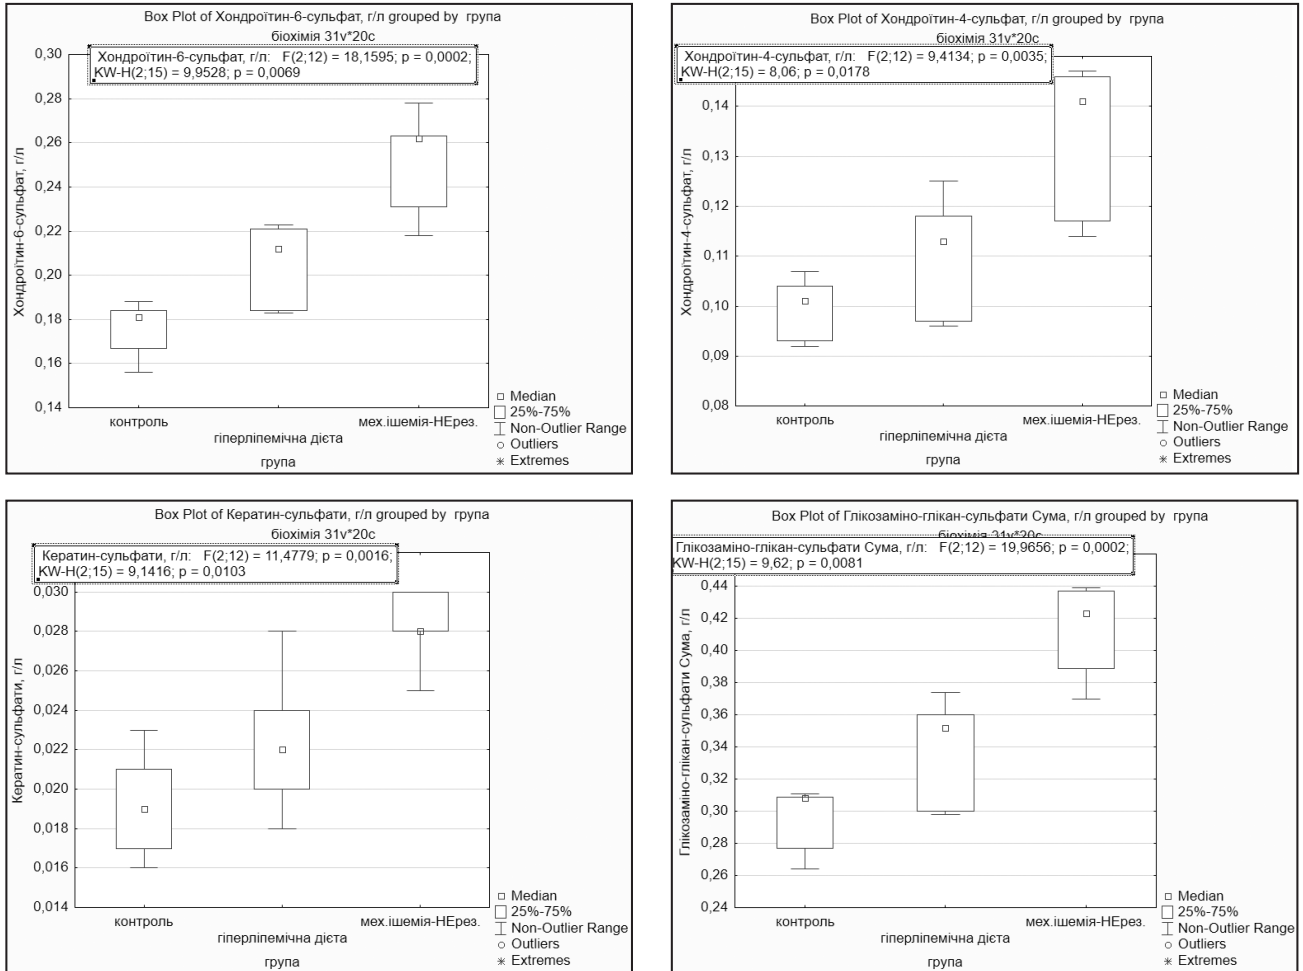 Box Plot of Хондроїтин-6-сульфат, г/л grouped by група
біохімія 31v*20c
Хондроїтин-6-сульфат, г/л: F(2;12) = 18,1595; p = 0,0002;
KW-H(2;15) = 9,9528; p = 0,0069
0,30
0,28
0,26
0,24
0,22
0,20
0,18
0,16
0,14
Хондроїтин-6-сульфат, г/л
контроль
гіперліпемічна дієта
мех.ішемія-НЕрез.
група
Median
25%-75%
Non-Outlier Range
Outliers
Extremes
Box Plot of Хондроїтин-4-сульфат, г/л grouped by група
біохімія 31v*20c
Хондроїтин-4-сульфат, г/л: F(2;12) = 9,4134; p = 0,0035;
KW-H(2;15) = 8,06; p = 0,0178
0,14
0,13
0,12
0,11
0,10
0,09
0,08
Хондроїтин-4-сульфат, г/л
контроль
гіперліпемічна дієта
мех.ішемія-НЕрез.
група
Median
25%-75%
Non-Outlier Range
Outliers
Extremes
Box Plot of Кератин-сульфати, г/л grouped by група
біохімія 31v*20c
Кератин-сульфати, г/л: F(2;12) = 11,4779; p = 0,0016;
KW-H(2;15) = 9,1416; p = 0,0103
0,030
0,028
0,026
0,024
0,022
0,020
0,018
0,016
0,014
Кератин-сульфати, г/л
контроль
гіперліпемічна дієта
мех.ішемія-НЕрез.
група
Median
25%-75%
Non-Outlier Range
Outliers
Extremes
Box Plot of Глікозаміно-глікан-сульфати Сума, г/л grouped by група
біохімія 31v*20c
Глікозаміно-глікан-сульфати Сума, г/л: F(2;12) = 19,9656; p = 0,0002;
KW-H(2;15) = 9,62; p = 0,0081
0,44
0,42
0,40
0,38
0,36
0,34
0,32
0,30
0,28
0,26
0,24
Глікозаміно-глікан-сульфати Сума, г/л
контроль
гіперліпемічна дієта
мех.ішемія-НЕрез.
група
Median
25%-75%
Non-Outlier Range
Outliers
Extremes